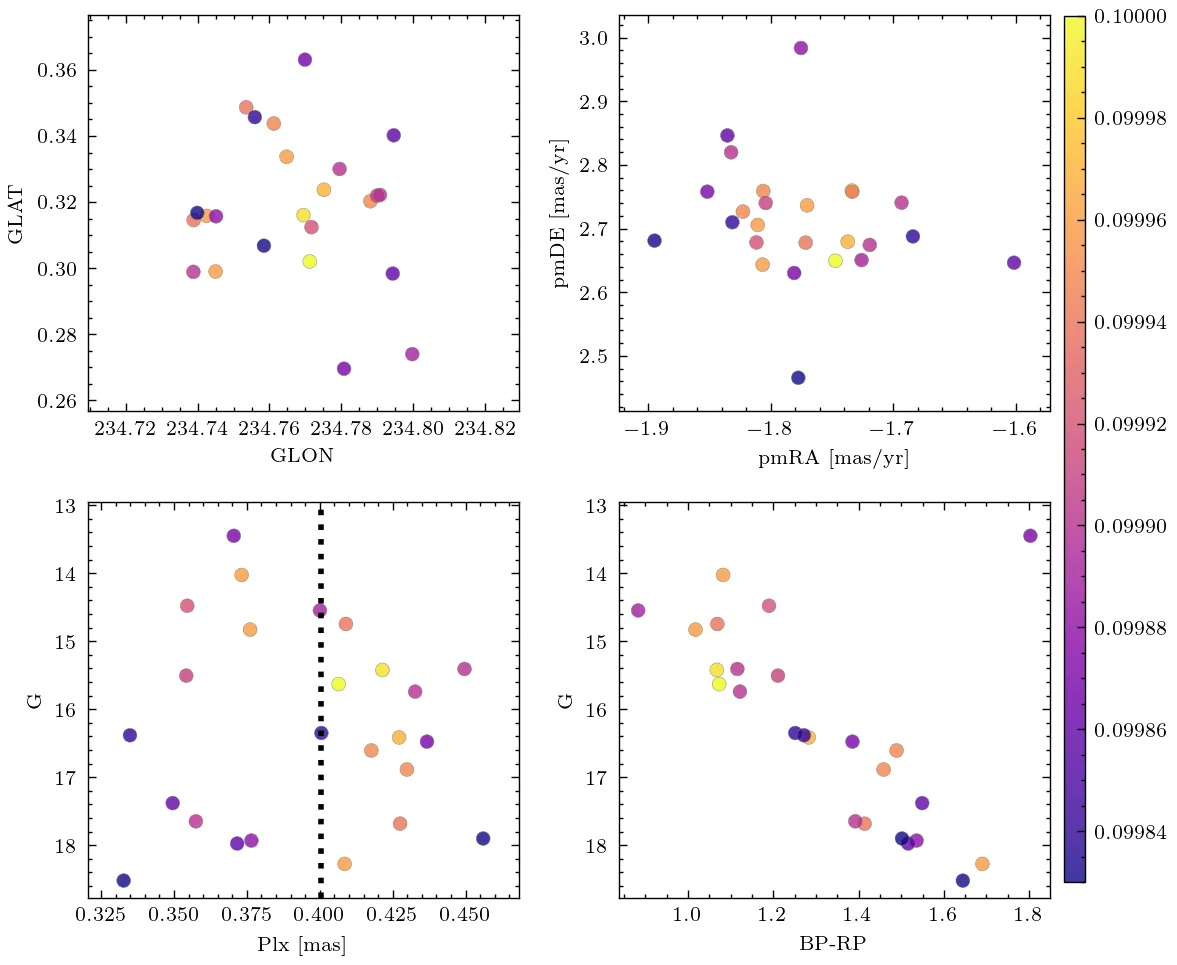 0.36
0.34
0.32
0.30
0.28
0.26
GLAT
234.72 234.74 234.76 234.78 234.80 234.82
GLON
3.0
2.9
2.8
2.7
2.6
2.5
pmDE [mas/yr]
−1.9 −1.8 −1.7 −1.6
pmRA [mas/yr]
0.10000
0.09998
0.09996
0.09994
0.09992
0.09990
0.09988
0.09986
0.09984
13
14
15
16
17
18
G
0.325 0.350 0.375 0.400 0.425 0.450
Plx [mas]
13
14
15
16
17
18
G
1.0 1.2 1.4 1.6 1.8
BP-RP